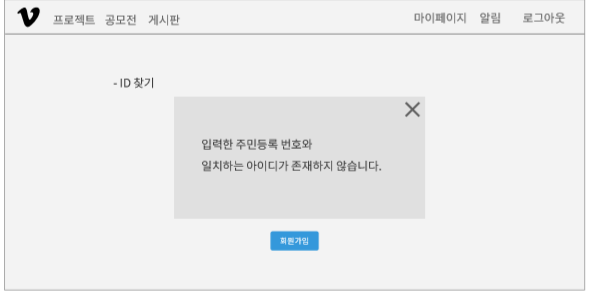 프로젝트 공모전 게시판 마이페이지 알림 로그아웃
- ID 찾기
입력한 주민등록 번호와
일치하는 아이디가 존재하지 않습니다.
회원가입